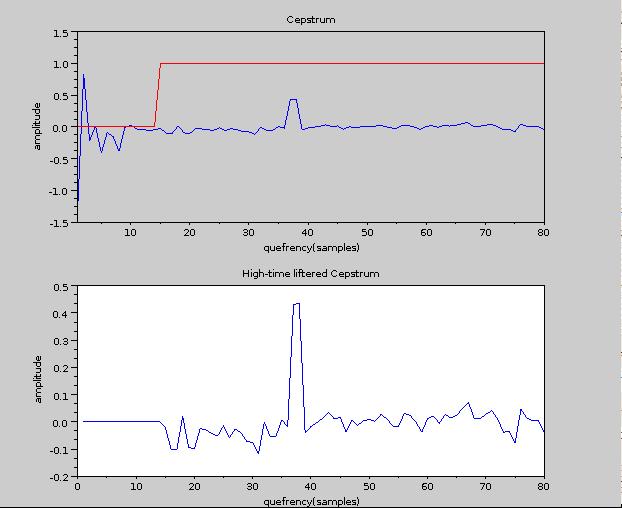 Cepstrum
1.5
1.0
0.5
0.0
-0.5
-1.0
-1.5
amplitude
10 20 30 40 50 60 70 80
quefrency(samples)
High-time liftered Cepstrum
0.5
0.4
0.3
0.2
0.1
0.0
-0.1
-0.2
amplitude
0 10 20 30 40 50 60 70 80
quefrency(samples)